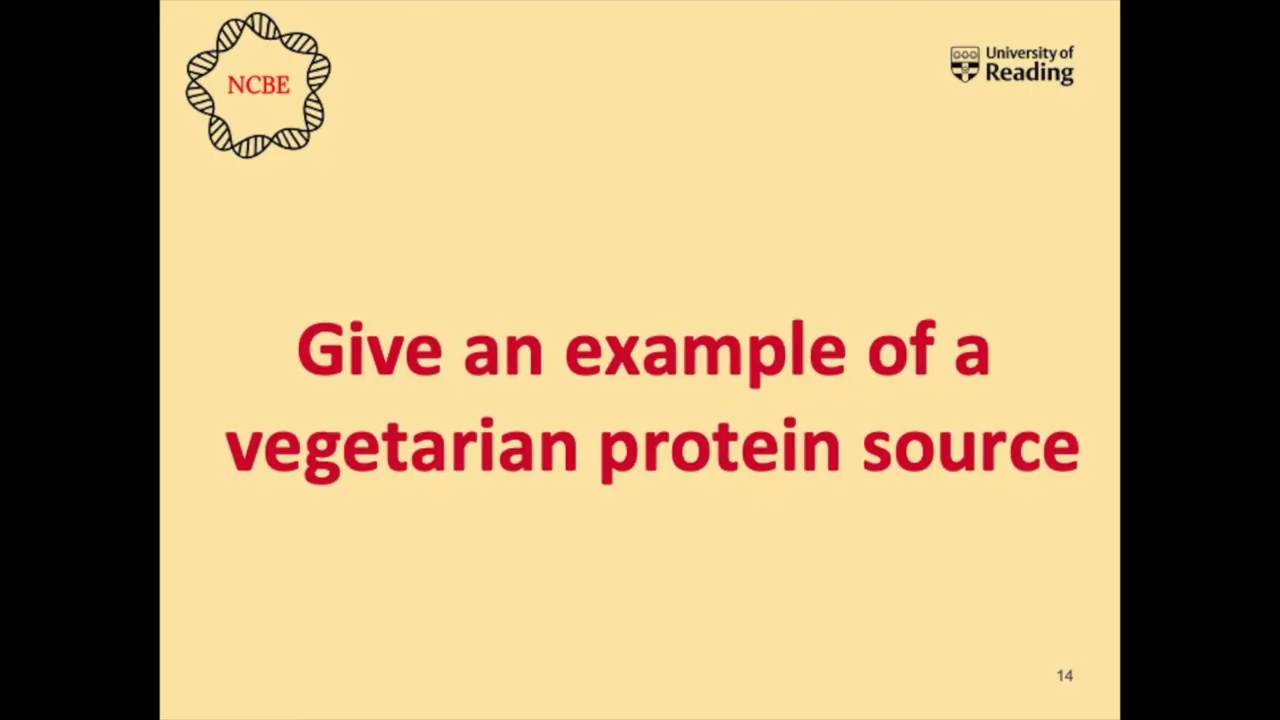 NCBE
University of
Reading
Give an example of a
vegetarian protein source
14